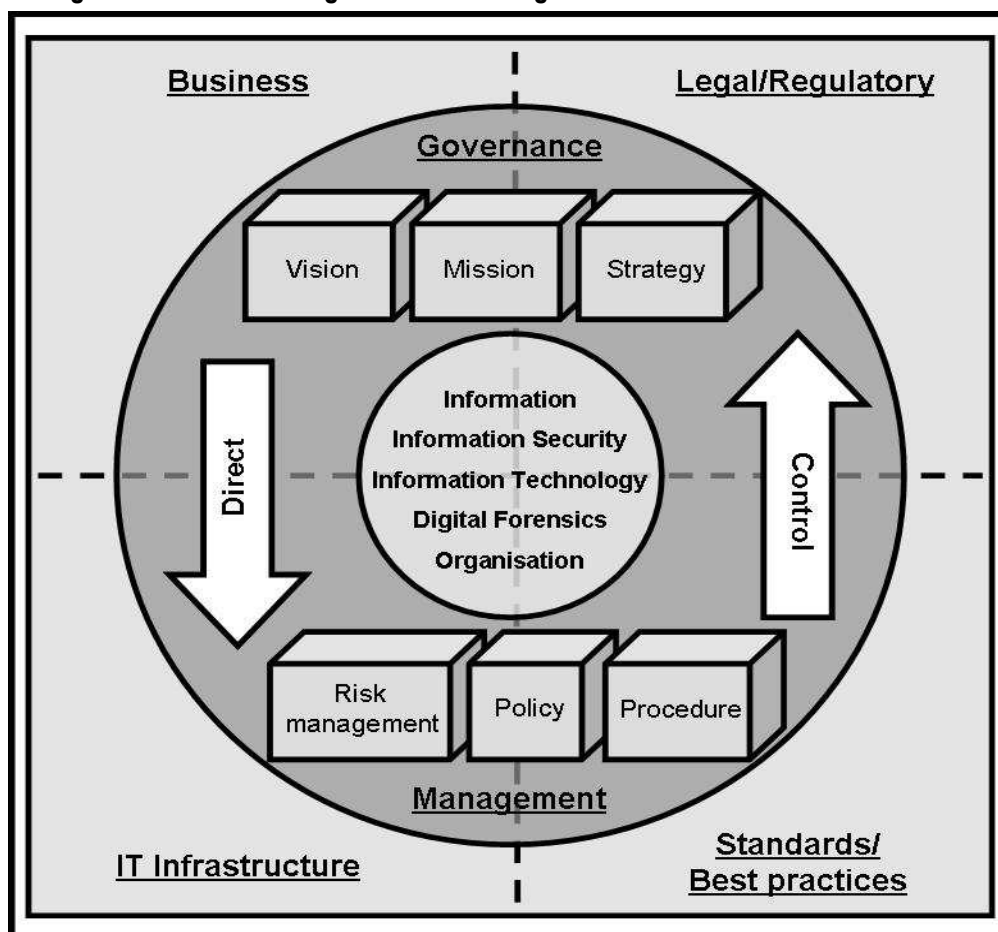 Business
Legal/Regulatory
Governance
Vision
Mission
Strategy
Information
Information Security
Information Technology
Digital Forensics
Organisation
Direct
Control
Risk
management
Policy
Procedure
Management
IT Infrastructure
Standards/
Best practices